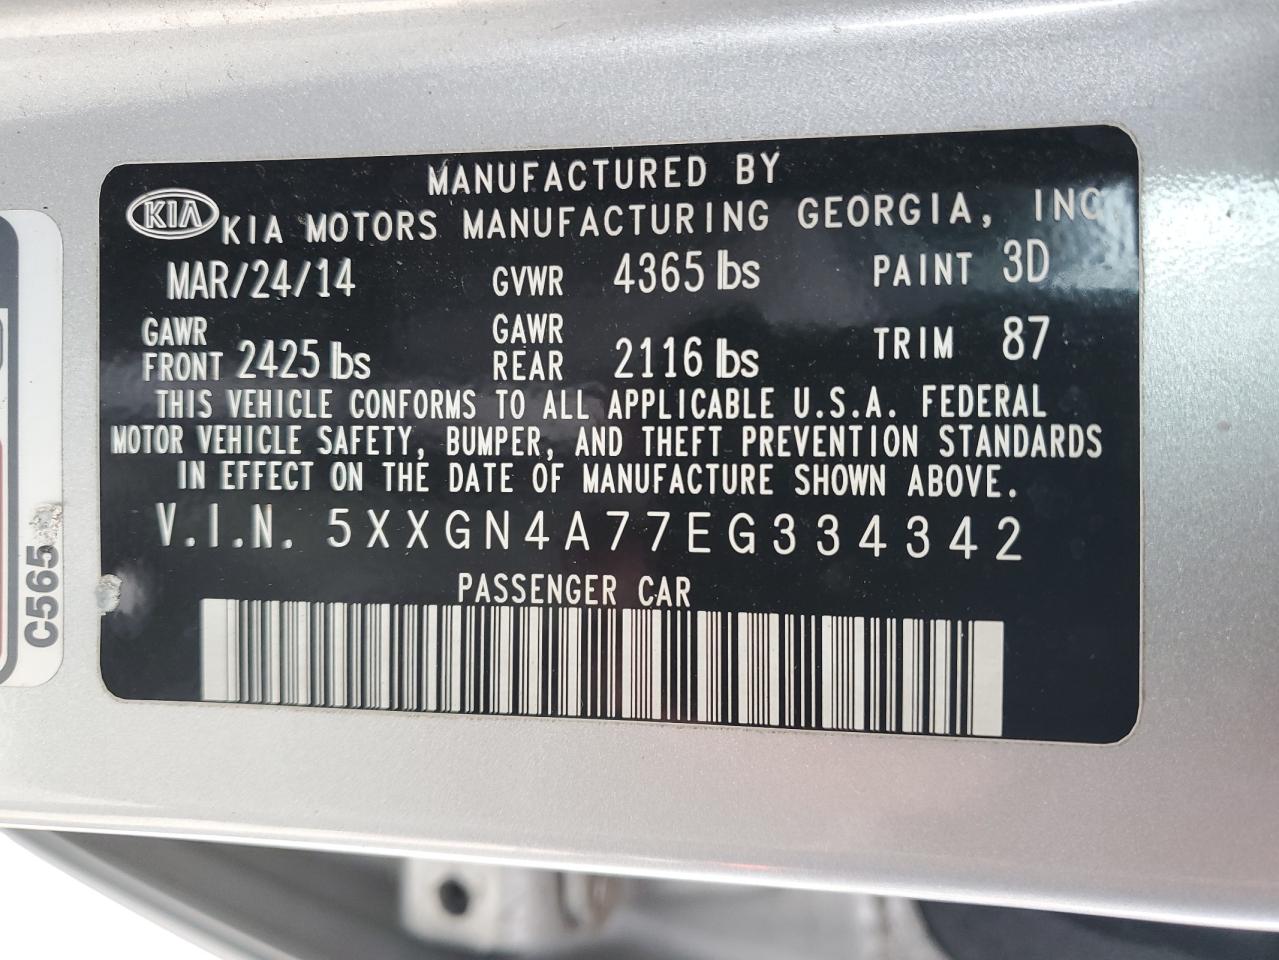 MANUFACTURED BY
KIA KIA MOTORS MANUFACTURING GEORGIA, INC
MAR/24/14 GVWR 4365 lbs PAINT 3D
GAWR FRONT 2425 lbs GAWR REAR 2116 lbs TRIM 87
THIS VEHICLE CONFORMS TO ALL APPLICABLE U.S.A. FEDERAL
MOTOR VEHICLE SAFETY, BUMPER, AND THEFT PREVENTION STANDARDS
IN EFFECT ON THE DATE OF MANUFACTURE SHOWN ABOVE.
V.I.N. 5XXGN4A77EG334342
PASSENGER CAR
C565